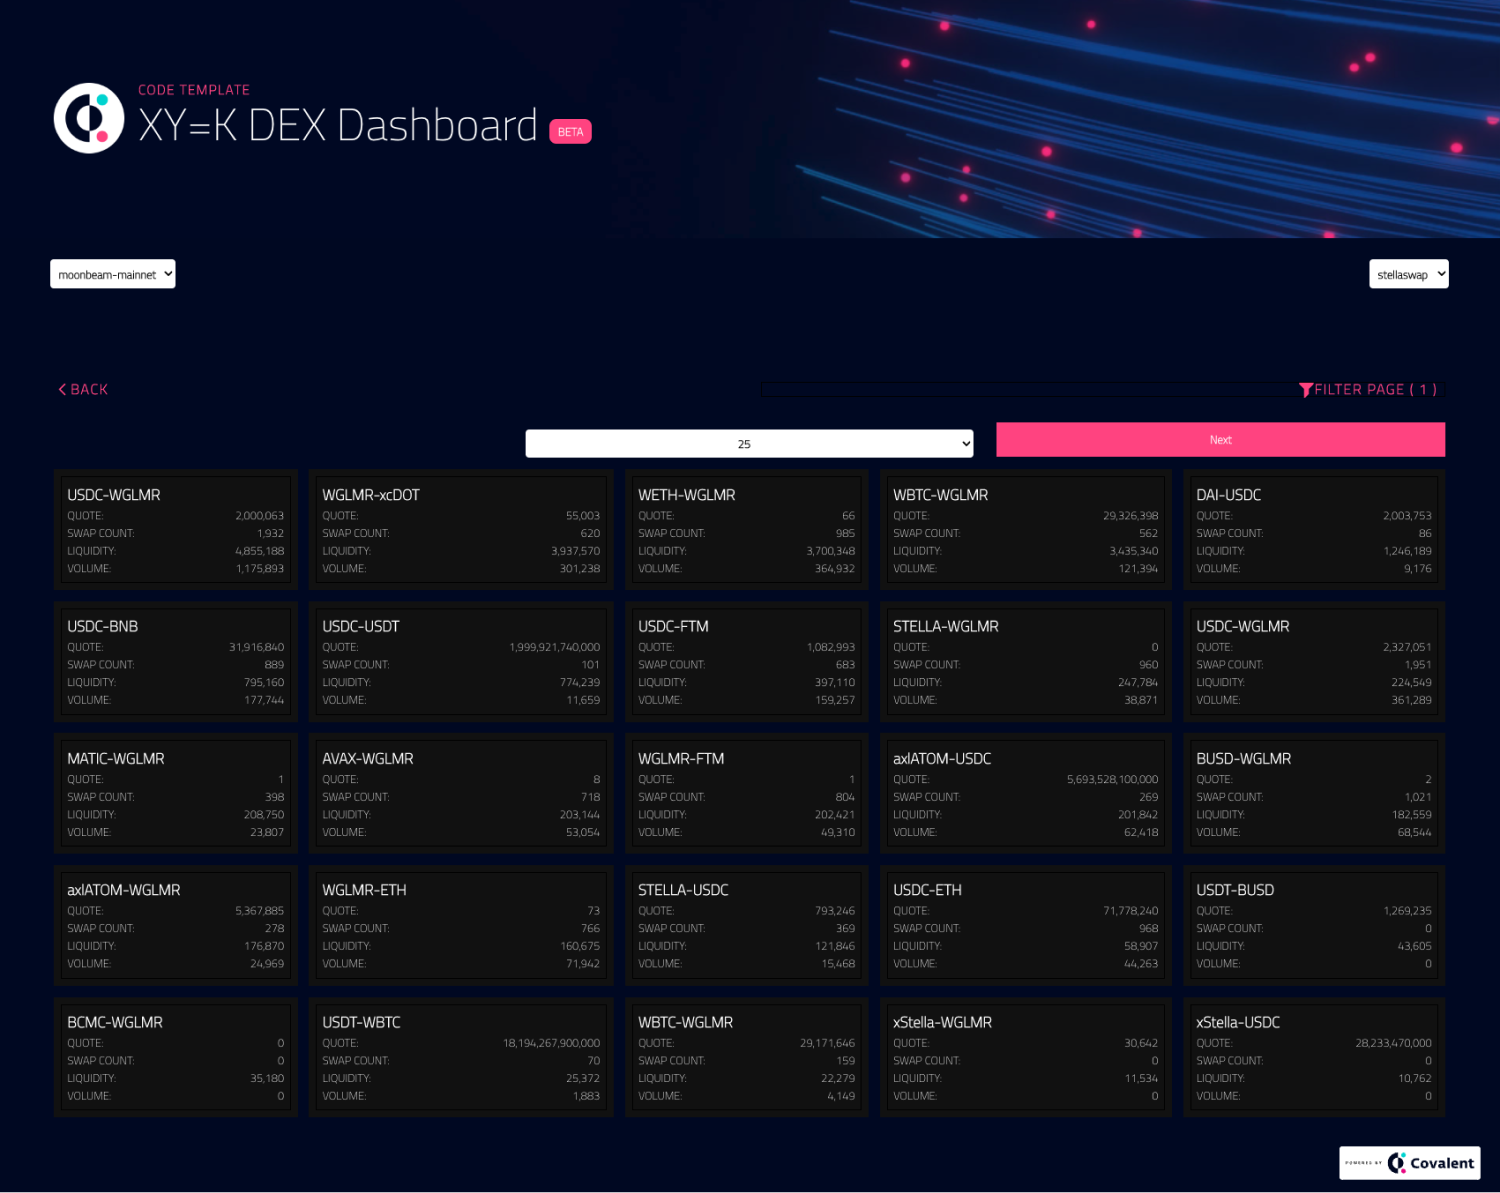 CODE TEMPLATE
XY=K DEX Dashboard BETA
moonbeam-mainnet
stellaswap
BACK
FILTER PAGE ( 1 )
25
Next
USDC-WGLMR
QUOTE: 2,000,063
SWAP COUNT: 1,932
LIQUIDITY: 4,855,188
VOLUME: 1,175,893
WGLMR-xcDOT
QUOTE: 55,003
SWAP COUNT: 620
LIQUIDITY: 3,937,570
VOLUME: 301,238
WETH-WGLMR
QUOTE: 66
SWAP COUNT: 985
LIQUIDITY: 3,700,348
VOLUME: 364,932
WBTC-WGLMR
QUOTE: 29,326,398
SWAP COUNT: 562
LIQUIDITY: 3,435,340
VOLUME: 121,394
DAI-USDC
QUOTE: 2,003,753
SWAP COUNT: 86
LIQUIDITY: 1,246,189
VOLUME: 9,176
USDC-BNB
QUOTE: 31,916,840
SWAP COUNT: 889
LIQUIDITY: 795,160
VOLUME: 177,744
USDC-USDT
QUOTE: 1,999,921,740,000
SWAP COUNT: 101
LIQUIDITY: 774,239
VOLUME: 11,659
USDC-FTM
QUOTE: 1,082,993
SWAP COUNT: 683
LIQUIDITY: 397,110
VOLUME: 159,257
STELLA-WGLMR
QUOTE: 0
SWAP COUNT: 960
LIQUIDITY: 247,784
VOLUME: 38,871
USDC-WGLMR
QUOTE: 2,327,051
SWAP COUNT: 1,951
LIQUIDITY: 224,549
VOLUME: 361,289
MATIC-WGLMR
QUOTE: 1
SWAP COUNT: 398
LIQUIDITY: 208,750
VOLUME: 23,807
AVAX-WGLMR
QUOTE: 8
SWAP COUNT: 718
LIQUIDITY: 203,144
VOLUME: 53,054
WGLMR-FTM
QUOTE: 1
SWAP COUNT: 804
LIQUIDITY: 202,421
VOLUME: 49,310
axlATOM-USDC
QUOTE: 5,693,528,100,000
SWAP COUNT: 269
LIQUIDITY: 201,842
VOLUME: 62,418
BUSD-WGLMR
QUOTE: 2
SWAP COUNT: 1,021
LIQUIDITY: 182,559
VOLUME: 68,544
axlATOM-WGLMR
QUOTE: 5,367,885
SWAP COUNT: 278
LIQUIDITY: 176,870
VOLUME: 24,969
WGLMR-ETH
QUOTE: 73
SWAP COUNT: 766
LIQUIDITY: 160,675
VOLUME: 71,942
STELLA-USDC
QUOTE: 793,246
SWAP COUNT: 369
LIQUIDITY: 121,846
VOLUME: 15,468
USDC-ETH
QUOTE: 71,778,240
SWAP COUNT: 968
LIQUIDITY: 58,907
VOLUME: 44,263
USDT-BUSD
QUOTE: 1,269,235
SWAP COUNT: 0
LIQUIDITY: 43,605
VOLUME: 0
BCMC-WGLMR
QUOTE: 0
SWAP COUNT: 0
LIQUIDITY: 35,180
VOLUME: 0
USDT-WBTC
QUOTE: 18,194,267,900,000
SWAP COUNT: 70
LIQUIDITY: 25,372
VOLUME: 1,883
WBTC-WGLMR
QUOTE: 29,171,646
SWAP COUNT: 159
LIQUIDITY: 22,279
VOLUME: 4,149
xStella-WGLMR
QUOTE: 30,642
SWAP COUNT: 0
LIQUIDITY: 11,534
VOLUME: 0
xStella-USDC
QUOTE: 28,233,470,000
SWAP COUNT: 0
LIQUIDITY: 10,762
VOLUME: 0
POWERED BY Covalent